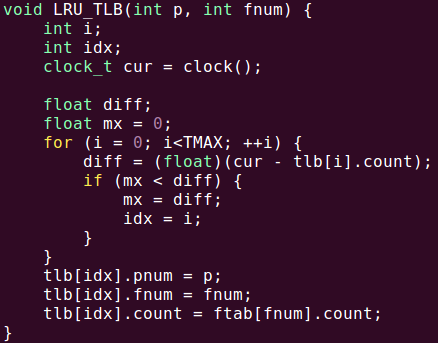 void LRU_TLB(int p, int fnum) {
    int i;
    int idx;
    clock_t cur = clock();

    float diff;
    float mx = 0;
    for (i = 0; i<TMAX; ++i) {
        diff = (float)(cur - tlb[i].count);
        if (mx < diff) {
            mx = diff;
            idx = i;
        }
    }
    tlb[idx].pnum = p;
    tlb[idx].fnum = fnum;
    tlb[idx].count = ftab[fnum].count;
}